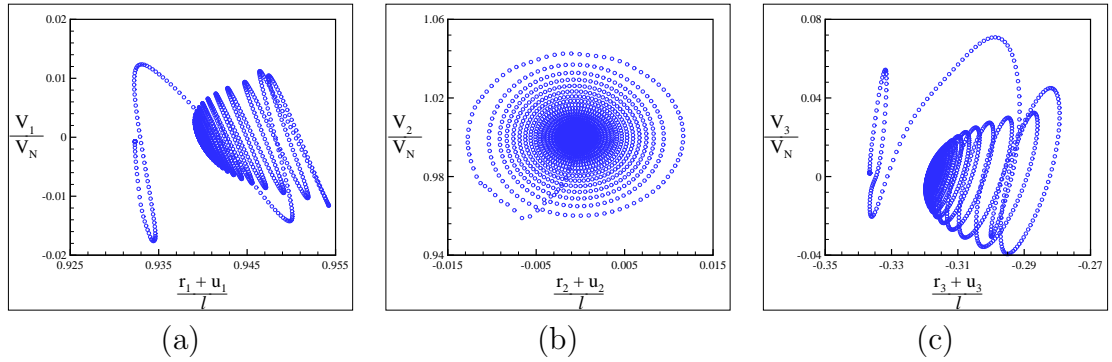 0.02
0.01
0
-0.01
-0.02
V1
VN
0.925 0.935 0.945 0.955
r1 + u1
l
(a)
1.06
1.02
0.98
0.94
V2
VN
-0.015 -0.005 0.005 0.015
r2 + u2
l
(b)
0.08
0.04
0
-0.04
V3
VN
-0.35 -0.33 -0.31 -0.29 -0.27
r3 + u3
l
(c)